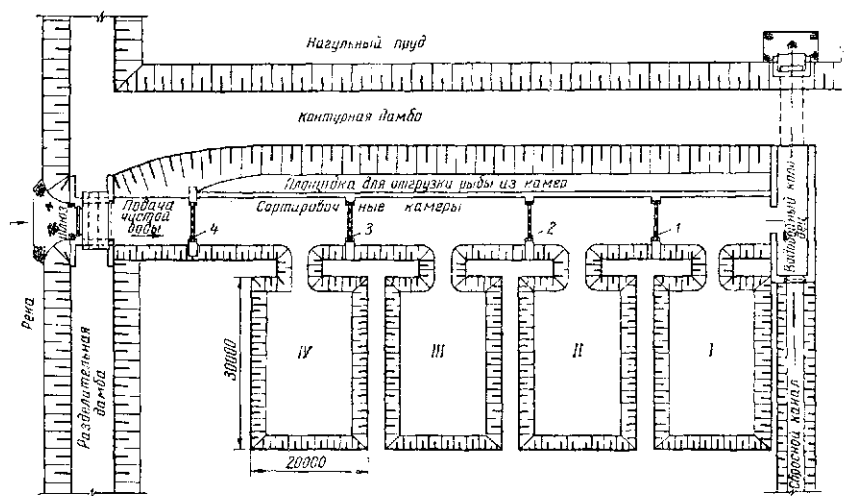 Нагульный пруд
Контурная дамба
Площадка для отгрузки рыбы из камер
Подача
чистой
воды
Сортировочные камеры
шлюз
4
3
2
1
Река
Разделительная
дамба
30000
20000
IV
III
II
I
Сбросной канал